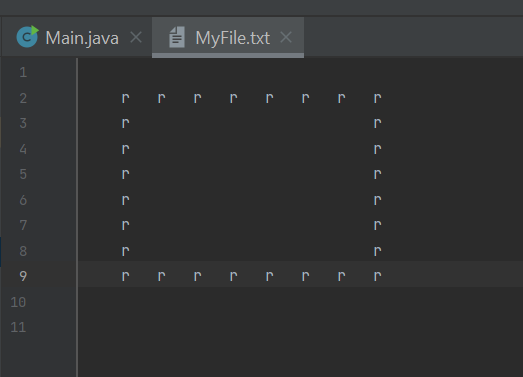 Main.java MyFile.txt
1
2 r r r r r r r r
3 r r
4 r r
5 r r
6 r r
7 r r
8 r r
9 r r r r r r r r
10
11